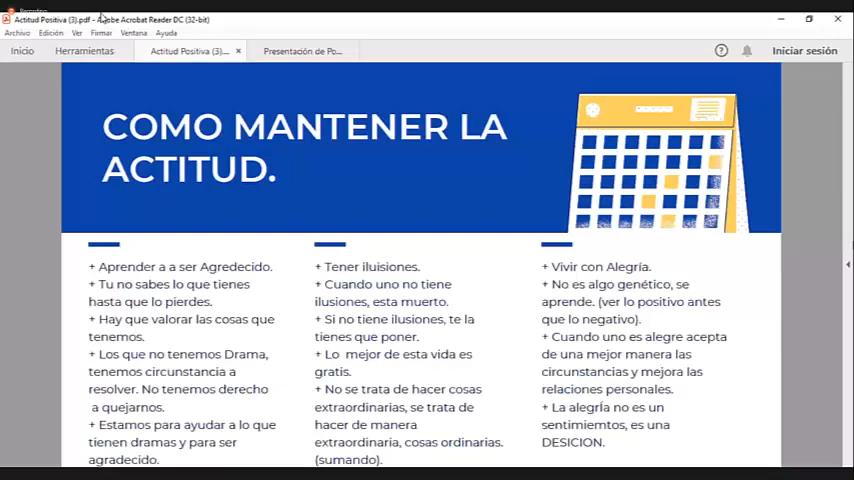 Recording
Actitud Positiva (3).pdf - Adobe Acrobat Reader DC (32-bit)
Archivo Edición Ver Firmar Ventana Ayuda
Inicio Herramientas Actitud Positiva (3)... × Presentación de Po... ? Iniciar sesión
COMO MANTENER LA
ACTITUD.
+ Aprender a a ser Agredecido.
+ Tu no sabes lo que tienes
hasta que lo pierdes.
+ Hay que valorar las cosas que
tenemos.
+ Los que no tenemos Drama,
tenemos circunstancia a
resolver. No tenemos derecho
a quejarnos.
+ Estamos para ayudar a lo que
tienen dramas y para ser
agradecido.
+ Tener iluisiones.
+ Cuando uno no tiene
ilusiones, esta muerto.
+ Si no tiene ilusiones, te la
tienes que poner.
+ Lo mejor de esta vida es
gratis.
+ No se trata de hacer cosas
extraordinarias, se trata de
hacer de manera
extraordinaria, cosas ordinarias.
(sumando).
+ Vivir con Alegría.
+ No es algo genético, se
aprende. (ver lo positivo antes
que lo negativo).
+ Cuando uno es alegre acepta
de una mejor manera las
circunstancias y mejora las
relaciones personales.
+ La alegría no es un
sentimiemtos, es una
DESICION.